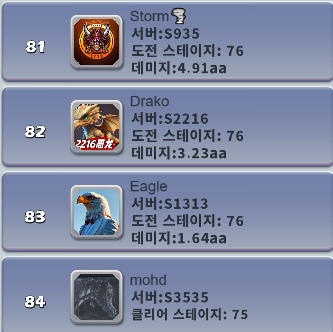 81
Storm🌪
서버:S935
도전 스테이지: 76
데미지:4.91aa
82
2216恶龙
Drako
서버:S2216
도전 스테이지: 76
데미지:3.23aa
83
Eagle
서버:S1313
도전 스테이지: 76
데미지:1.64aa
84
mohd
서버:S3535
클리어 스테이지: 75